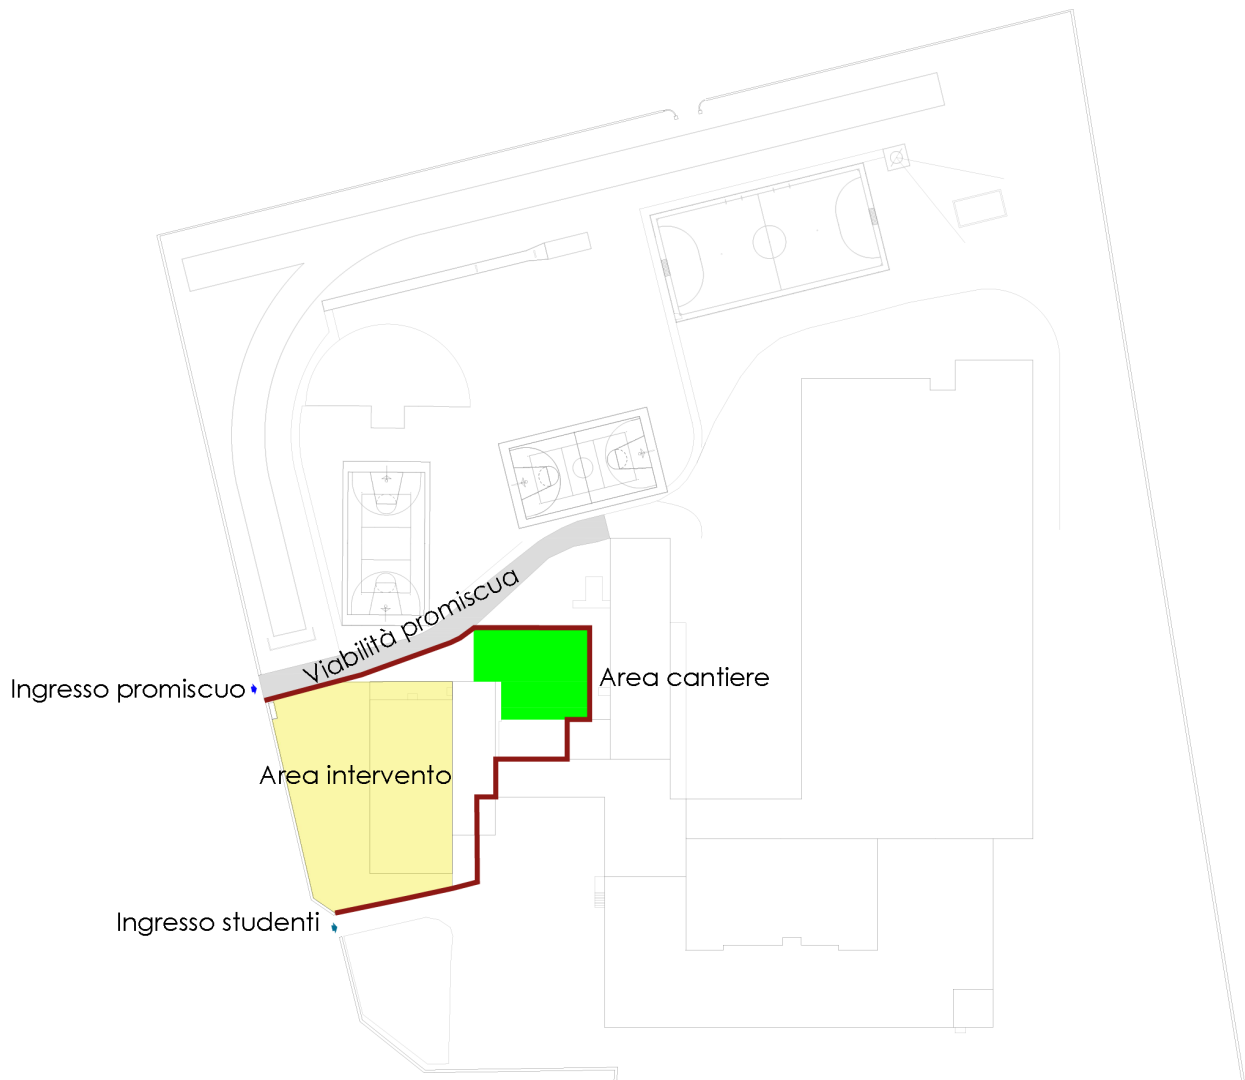 Viabilità promiscua
Ingresso promiscuo
Area cantiere
Area intervento
Ingresso studenti